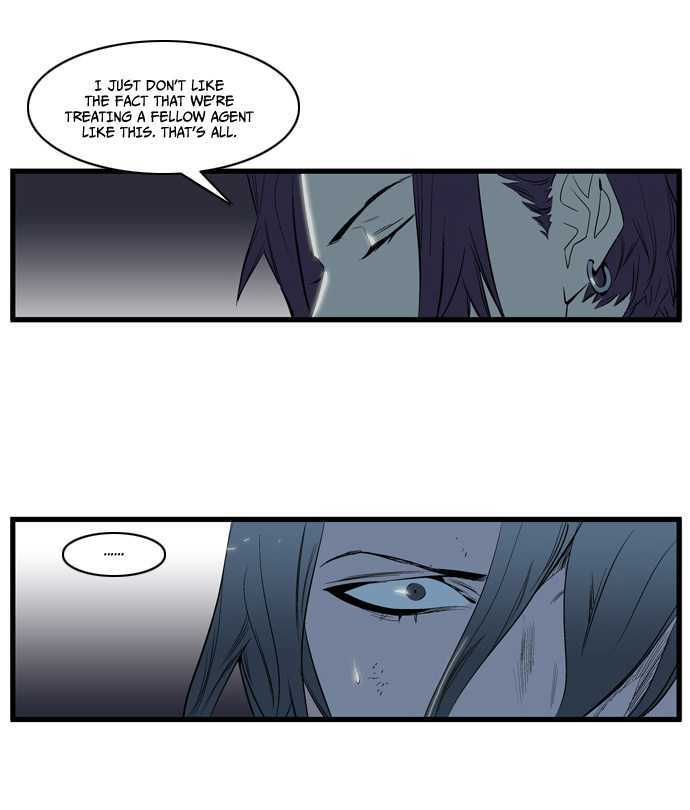 I JUST DON'T LIKE
THE FACT THAT WE'RE
TREATING A FELLOW AGENT
LIKE THIS. THAT'S ALL.
......